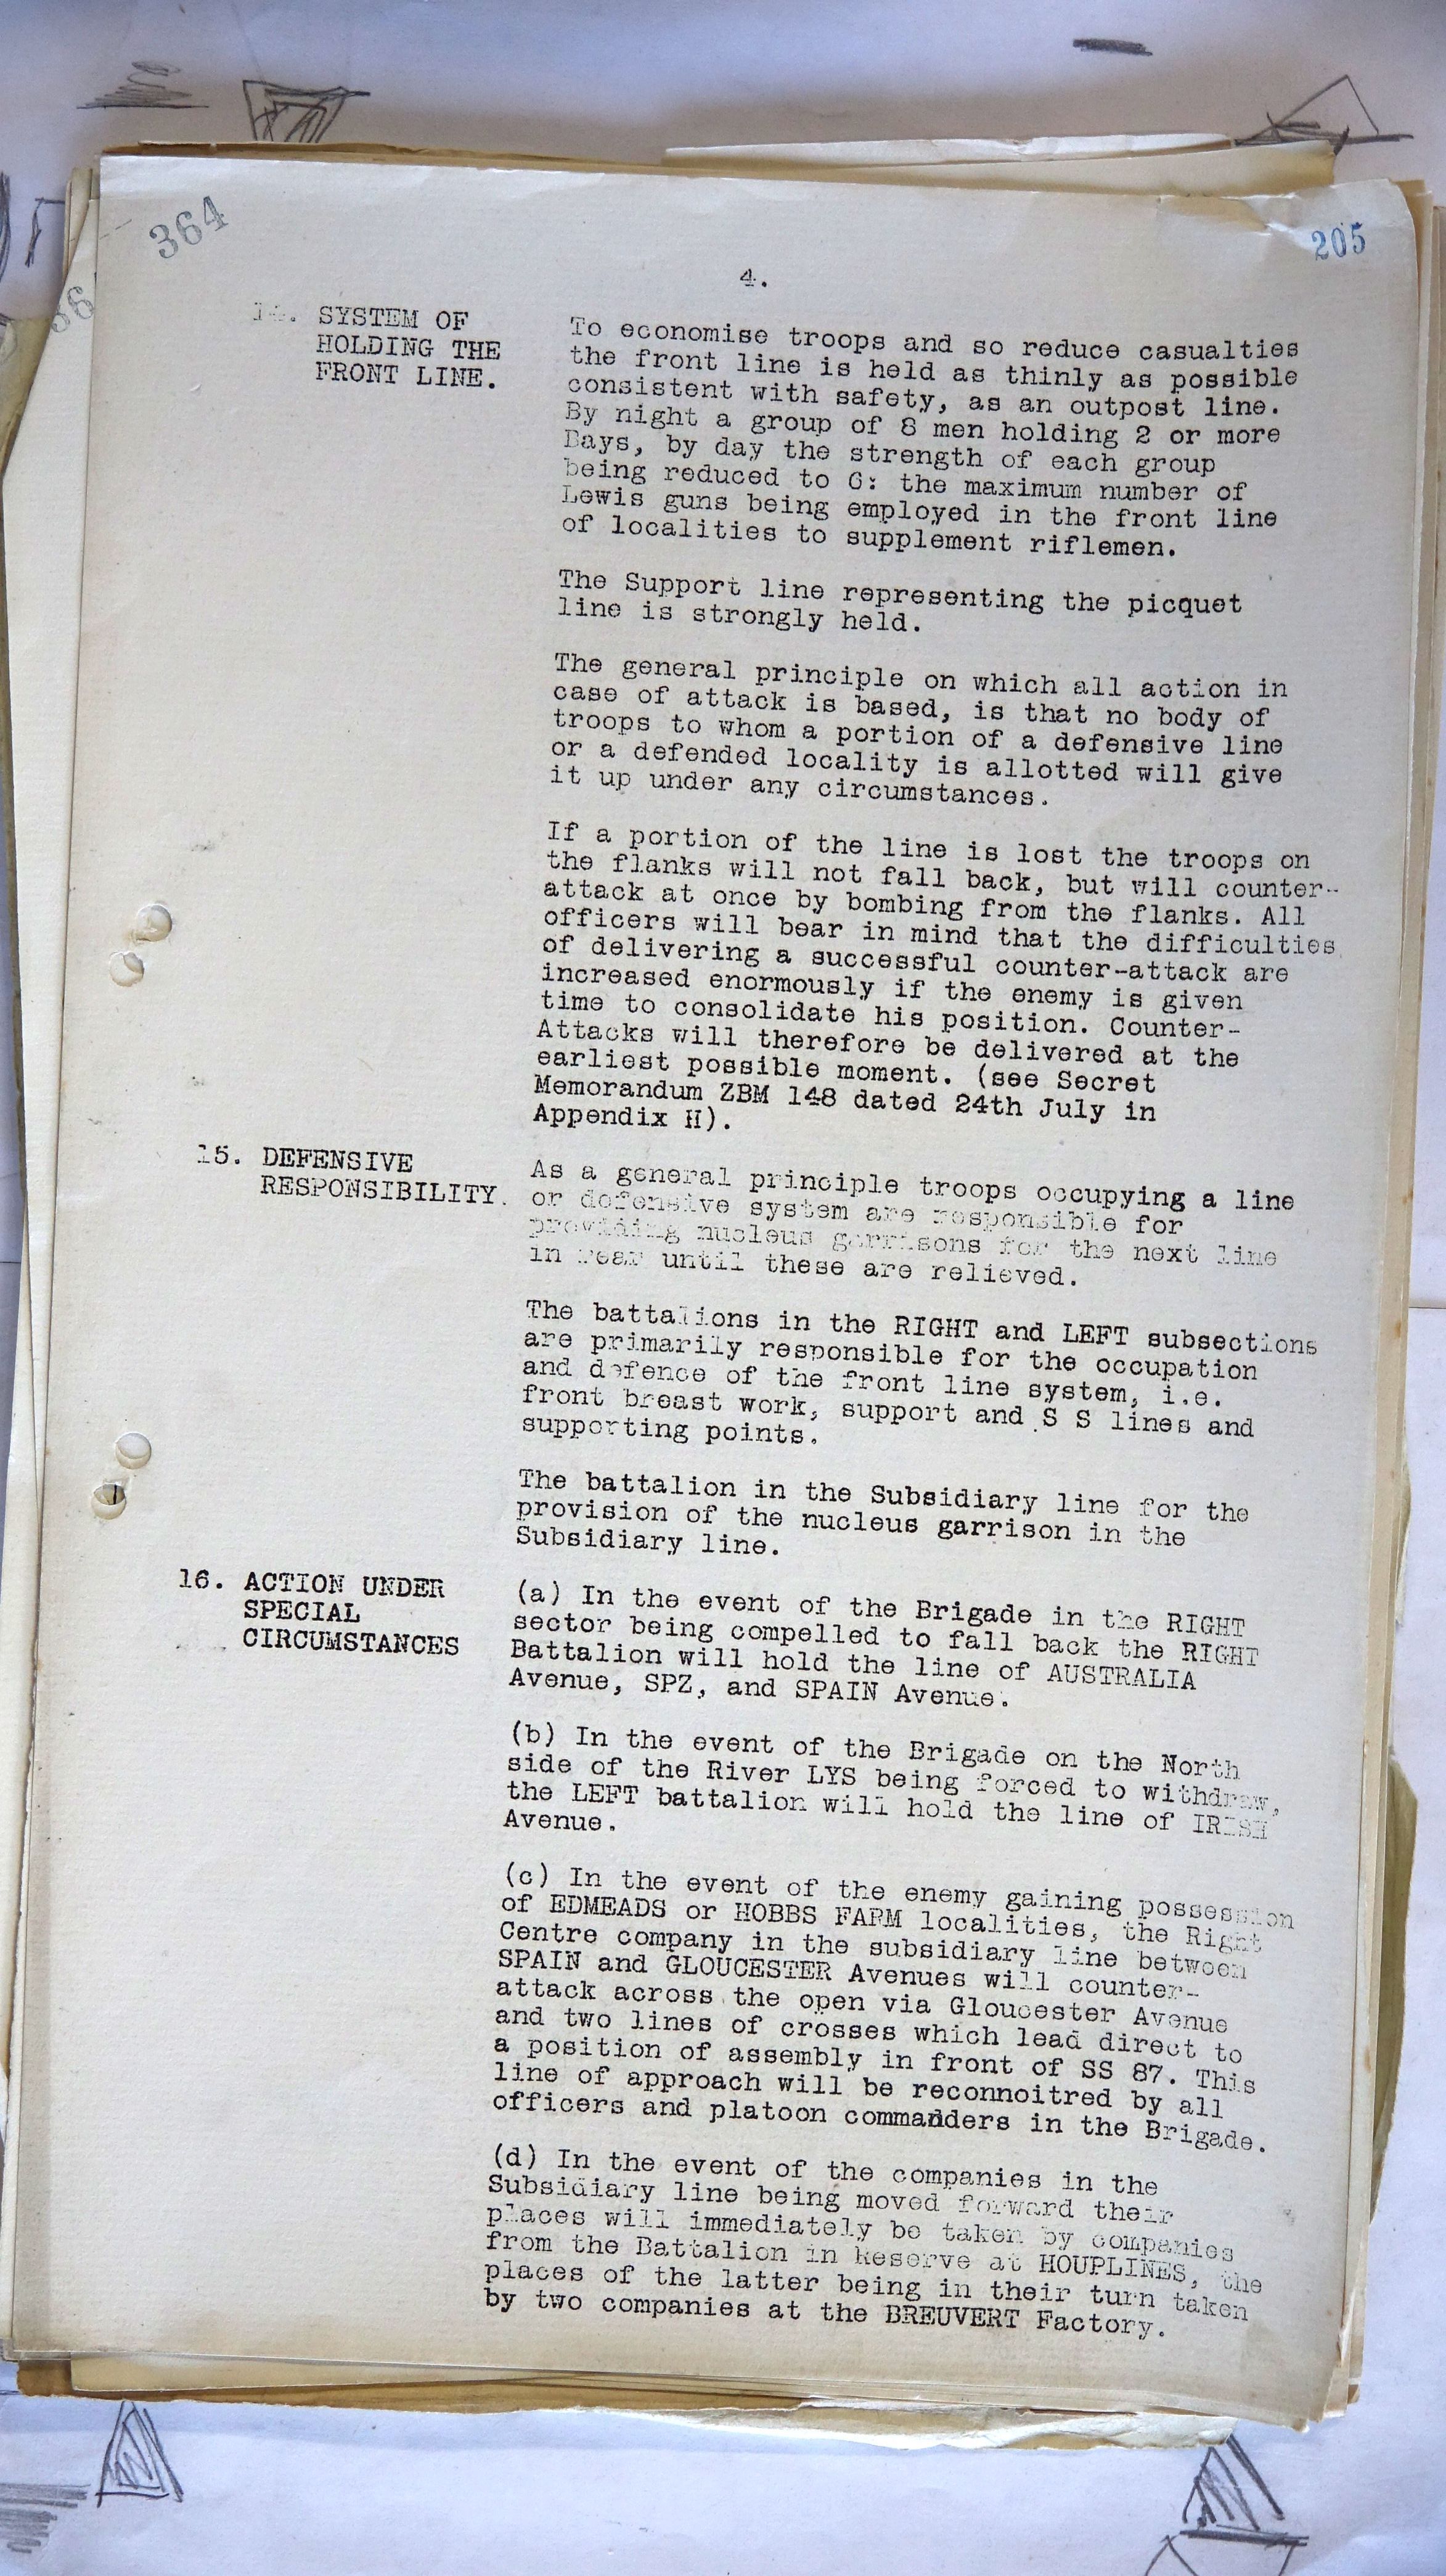 364
205
36
4.
14. SYSTEM OF
HOLDING THE
FRONT LINE.
To economise troops and so reduce casualties
the front line is held as thinly as possible
consistent with safety, as an outpost line.
By night a group of 8 men holding 2 or more
Bays, by day the strength of each group
being reduced to 6: the maximum number of
Lewis guns being employed in the front line
of localities to supplement riflemen.
The Support line representing the picquet
line is strongly held.
The general principle on which all action in
case of attack is based, is that no body of
troops to whom a portion of a defensive line
or a defended locality is allotted will give
it up under any circumstances.
If a portion of the line is lost the troops on
the flanks will not fall back, but will counter-
attack at once by bombing from the flanks. All
officers will bear in mind that the difficulties
of delivering a successful counter-attack are
increased enormously if the enemy is given
time to consolidate his position. Counter-
Attacks will therefore be delivered at the
earliest possible moment. (see Secret
Memorandum ZBM 148 dated 24th July in
Appendix H).
15. DEFENSIVE
RESPONSIBILITY.
As a general principle troops occupying a line
or defensive system are responsible for
providing nucleus garrisons for the next line
in rear until these are relieved.
The battalions in the RIGHT and LEFT subsections
are primarily responsible for the occupation
and defence of the front line system, i.e.
front breast work, support and S S lines and
supporting points.
The battalion in the Subsidiary line for the
provision of the nucleus garrison in the
Subsidiary line.
16. ACTION UNDER
SPECIAL
CIRCUMSTANCES
(a) In the event of the Brigade in the RIGHT
sector being compelled to fall back the RIGHT
Battalion will hold the line of AUSTRALIA
Avenue, SPZ, and SPAIN Avenue.
(b) In the event of the Brigade on the North
side of the River LYS being forced to withdraw,
the LEFT battalion will hold the line of IRISH
Avenue.
(c) In the event of the enemy gaining possession
of EDMEADS or HOBBS FARM localities, the Right
Centre company in the subsidiary line between
SPAIN and GLOUCESTER Avenues will counter-
attack across the open via Gloucester Avenue
and two lines of crosses which lead direct to
a position of assembly in front of SS 87. This
line of approach will be reconnoitred by all
officers and platoon commanders in the Brigade.
(d) In the event of the companies in the
Subsidiary line being moved forward their
places will immediately be taken by companies
from the Battalion in Reserve at HOUPLINES, the
places of the latter being in their turn taken
by two companies at the BREUVERT Factory.